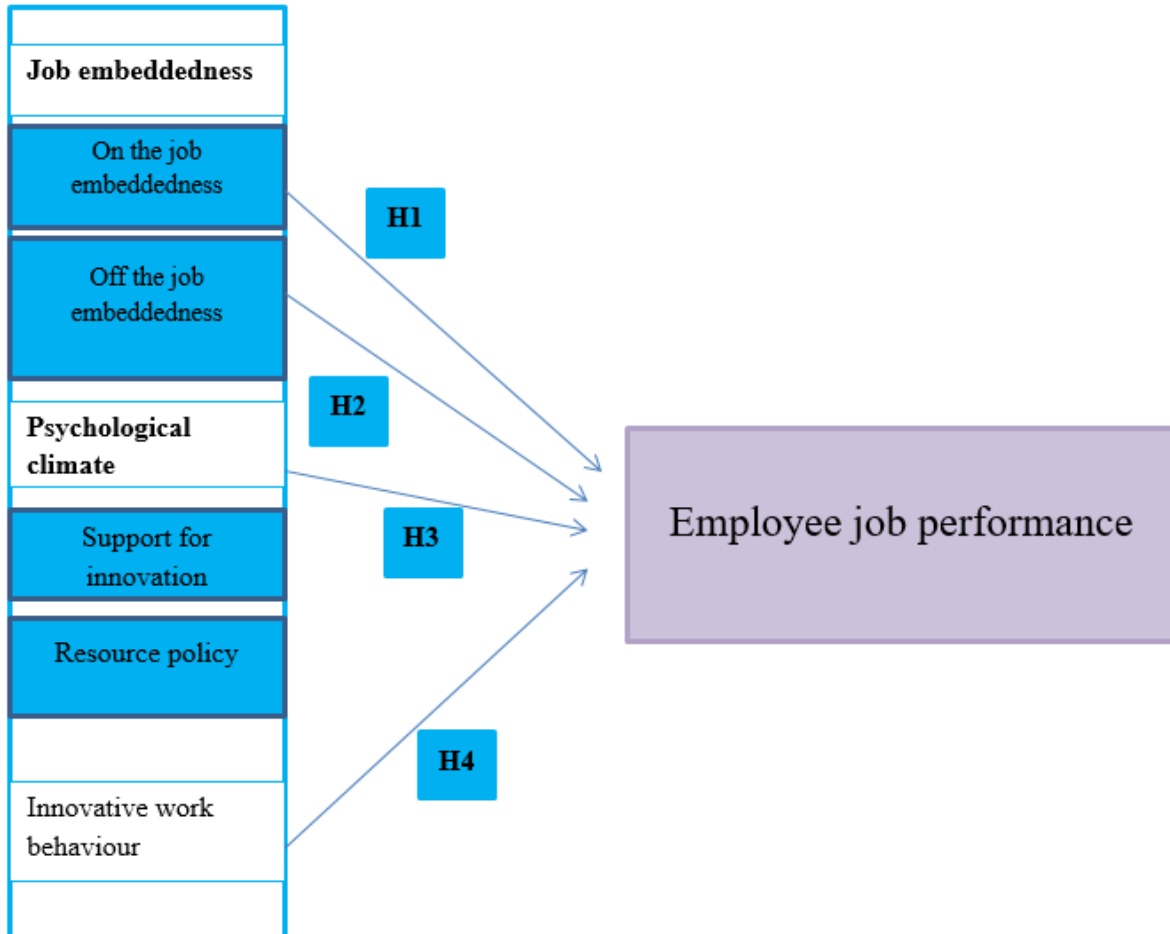 Job embeddedness
On the job
embeddedness
H1
Off the job
embeddedness
H2
Psychological
climate
Employee job performance
Support for
innovation
H3
Resource policy
H4
Innovative work
behaviour